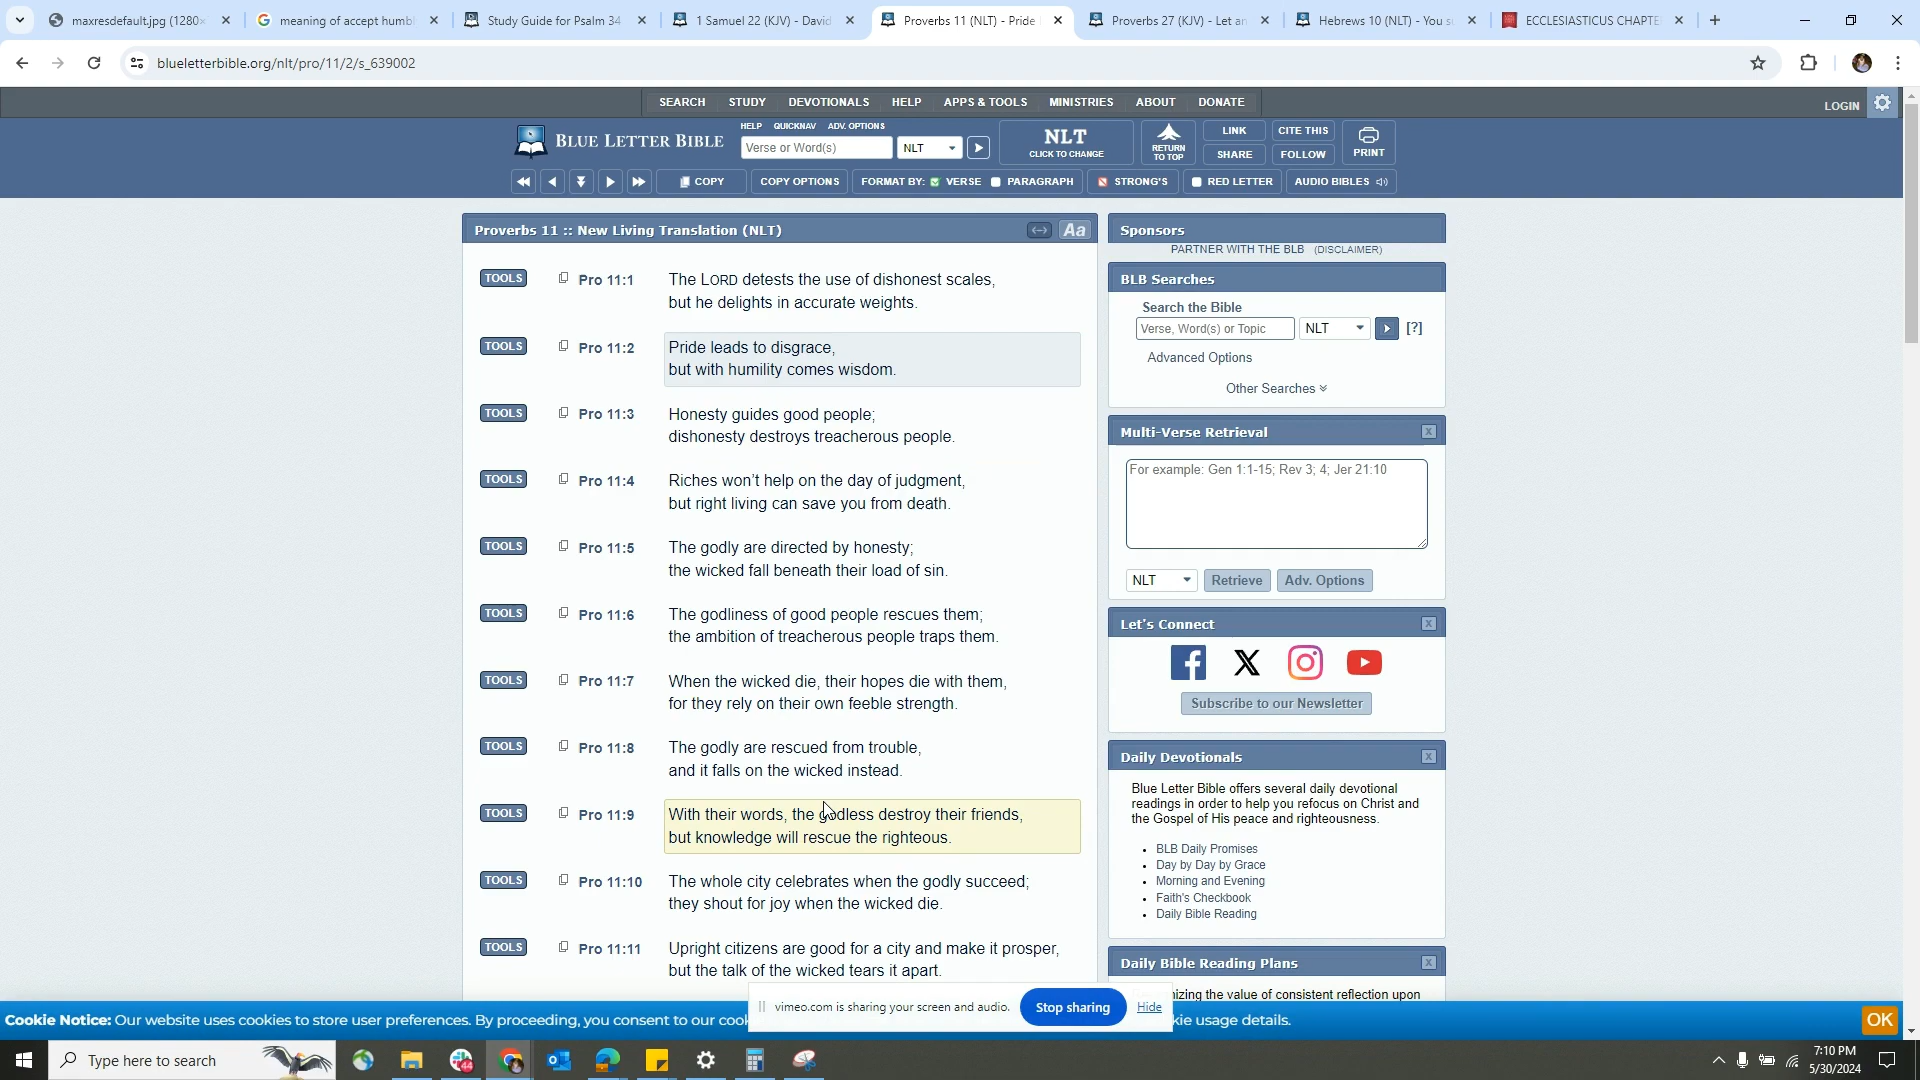 maxresdefault.jpg (1280×
meaning of accept humbl
Study Guide for Psalm 34
1 Samuel 22 (KJV) - David
Proverbs 11 (NLT) - Pride
Proverbs 27 (KJV) - Let an
Hebrews 10 (NLT) - You s
ECCLESIASTICUS CHAPTE
blueletterbible.org/nlt/pro/11/2/s_639002
SEARCH STUDY DEVOTIONALS HELP APPS & TOOLS MINISTRIES ABOUT DONATE
LOGIN
BLUE LETTER BIBLE
HELP QUICKNAV ADV. OPTIONS
Verse or Word(s)
NLT
NLT
CLICK TO CHANGE
RETURN
TO TOP
LINK
CITE THIS
SHARE
FOLLOW
PRINT
COPY
COPY OPTIONS
FORMAT BY: VERSE PARAGRAPH
STRONG'S
RED LETTER
AUDIO BIBLES
Proverbs 11 :: New Living Translation (NLT)
Aa
TOOLS Pro 11:1 The LORD detests the use of dishonest scales,
but he delights in accurate weights.
TOOLS Pro 11:2 Pride leads to disgrace,
but with humility comes wisdom.
TOOLS Pro 11:3 Honesty guides good people;
dishonesty destroys treacherous people.
TOOLS Pro 11:4 Riches won't help on the day of judgment,
but right living can save you from death.
TOOLS Pro 11:5 The godly are directed by honesty;
the wicked fall beneath their load of sin.
TOOLS Pro 11:6 The godliness of good people rescues them;
the ambition of treacherous people traps them.
TOOLS Pro 11:7 When the wicked die, their hopes die with them,
for they rely on their own feeble strength.
TOOLS Pro 11:8 The godly are rescued from trouble,
and it falls on the wicked instead.
TOOLS Pro 11:9 With their words, the godless destroy their friends,
but knowledge will rescue the righteous.
TOOLS Pro 11:10 The whole city celebrates when the godly succeed;
they shout for joy when the wicked die.
TOOLS Pro 11:11 Upright citizens are good for a city and make it prosper,
but the talk of the wicked tears it apart.
Sponsors
PARTNER WITH THE BLB (DISCLAIMER)
BLB Searches
Search the Bible
Verse, Word(s) or Topic
NLT
[?]
Advanced Options
Other Searches
Multi-Verse Retrieval
For example: Gen 1:1-15; Rev 3; 4; Jer 21:10
NLT
Retrieve
Adv. Options
Let's Connect
Subscribe to our Newsletter
Daily Devotionals
Blue Letter Bible offers several daily devotional
readings in order to help you refocus on Christ and
the Gospel of His peace and righteousness.
BLB Daily Promises
Day by Day by Grace
Morning and Evening
Faith's Checkbook
Daily Bible Reading
Daily Bible Reading Plans
nizing the value of consistent reflection upon
vimeo.com is sharing your screen and audio.
Stop sharing
Hide
Cookie Notice: Our website uses cookies to store user preferences. By proceeding, you consent to our cook
kie usage details.
OK
Type here to search
44
7:10 PM
5/30/2024